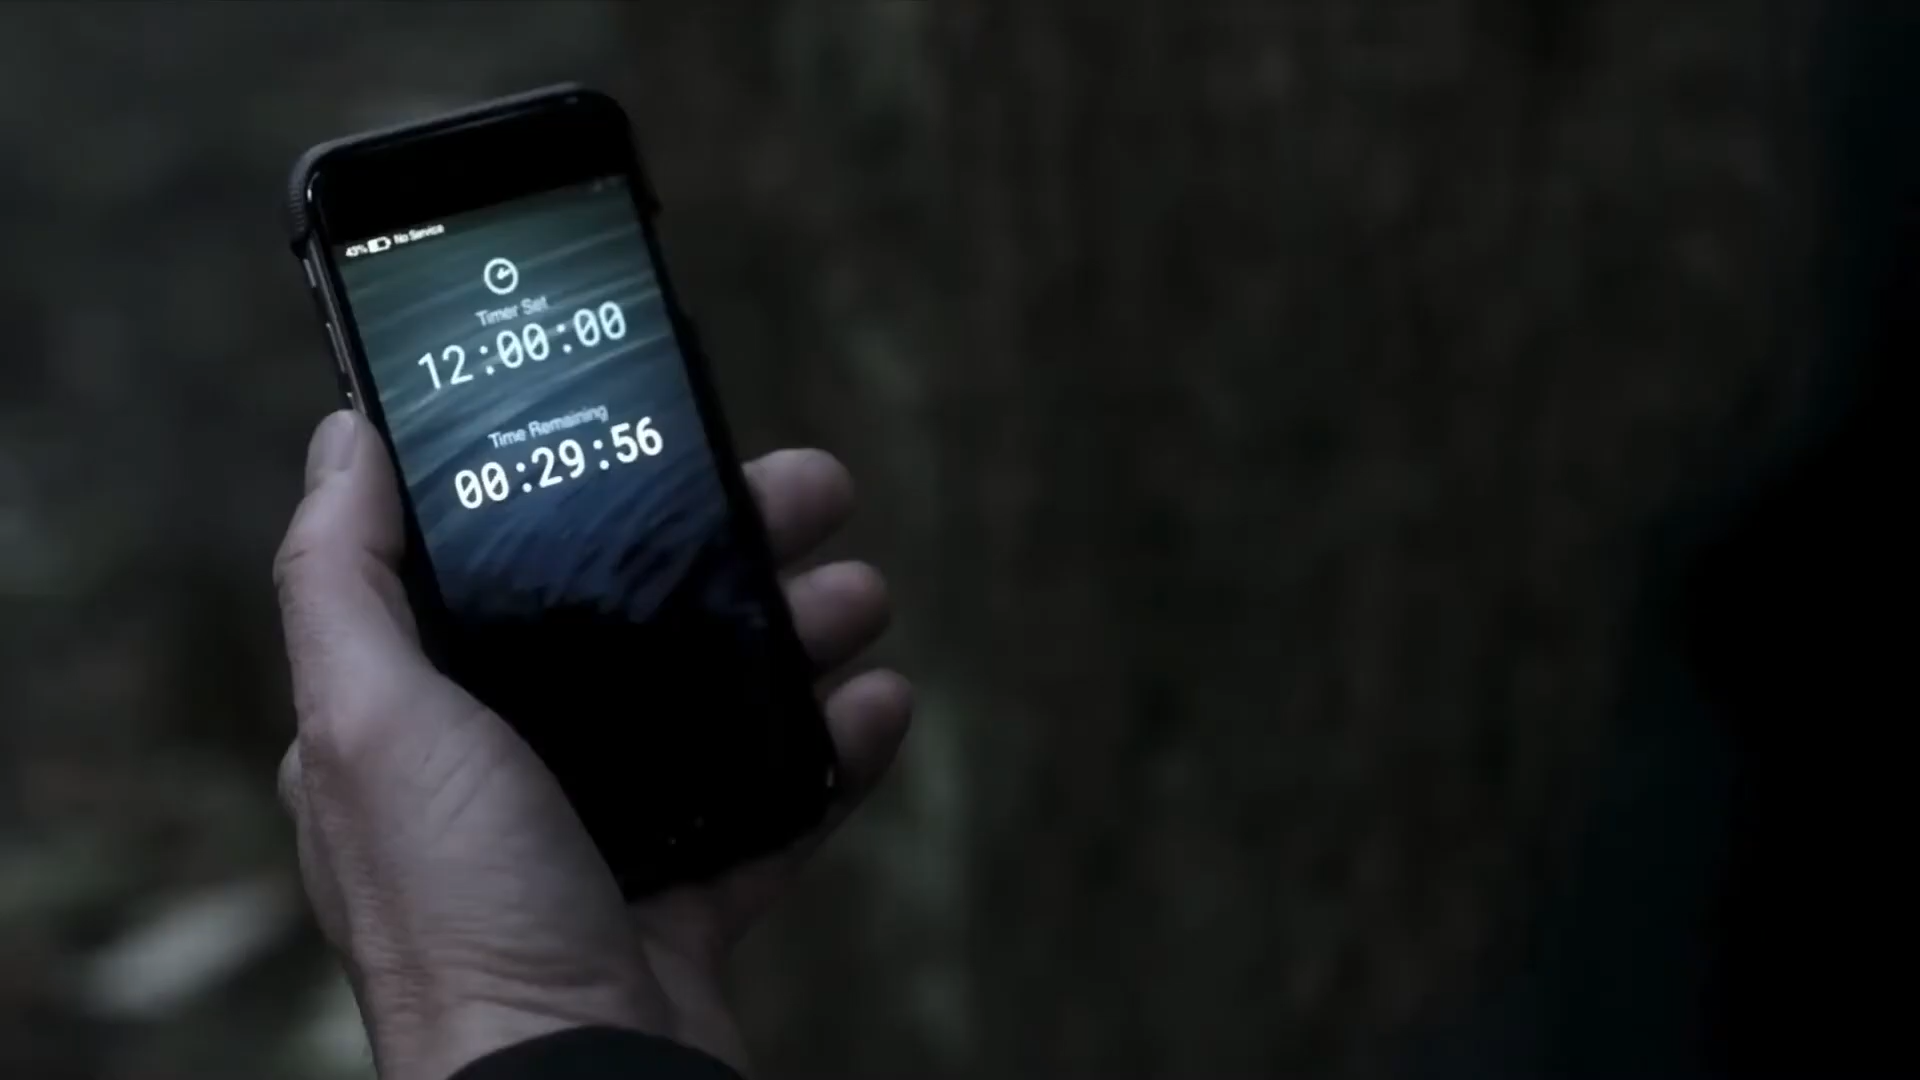 43% No Service
Timer Set
12:00:00
Time Remaining
00:29:56